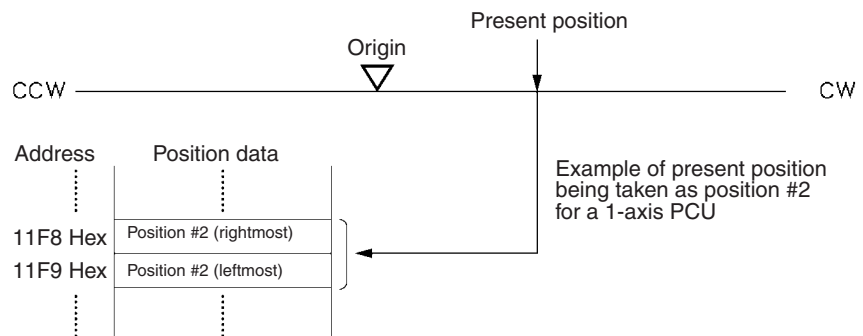 Present position
Origin
CCW
CW
Address
Position data
Example of present position
being taken as position #2
for a 1-axis PCU
11F8 Hex
Position #2 (rightmost)
11F9 Hex
Position #2 (leftmost)